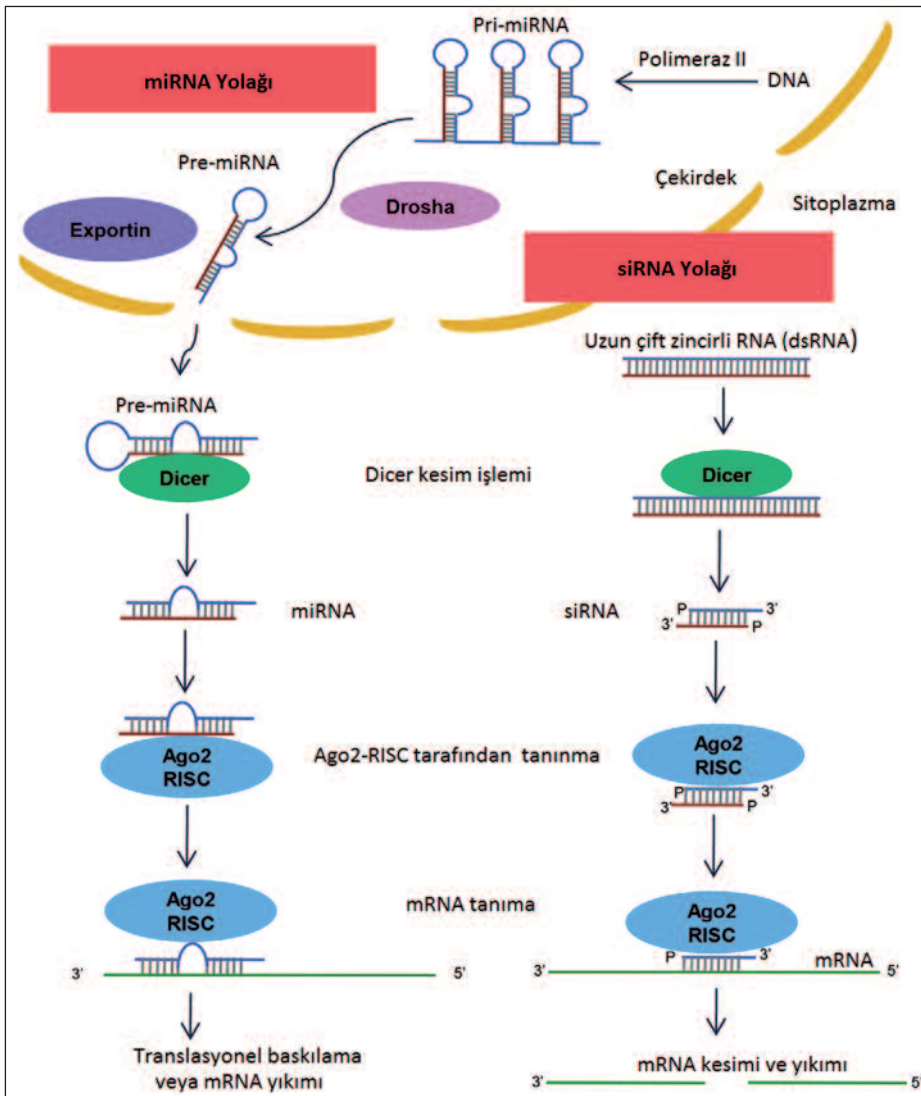 Pri-miRNA
miRNA Yolağı
Polimeraz II
DNA
Pre-miRNA
Çekirdek
Sitoplazma
Drosha
Exportin
siRNA Yolağı
Uzun çift zincirli RNA (dsRNA)
Pre-miRNA
Dicer
Dicer kesim işlemi
Dicer
miRNA
siRNA
P 3'
3' P
Ago2
RISC
Ago2-RISC tarafından tanınma
Ago2
RISC
P 3'
3' P
Ago2
RISC
mRNA tanıma
Ago2
RISC
P 3'
mRNA
3' 5'
3' 5'
Translasyonel baskılama
veya mRNA yıkımı
mRNA kesimi ve yıkımı
3' 5'